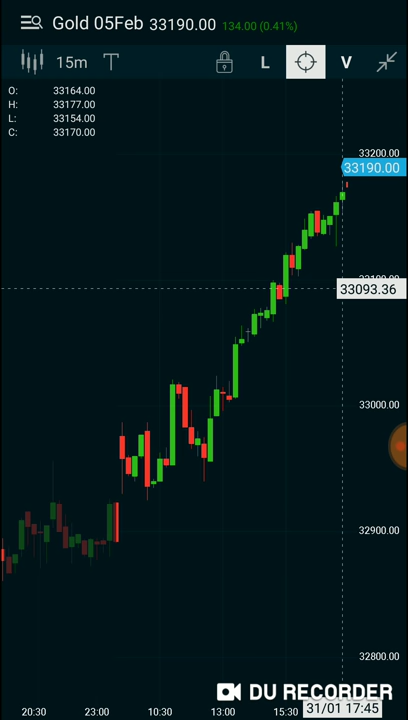 Gold 05Feb 33190.00 134.00 (0.41%)
15m T L V
O: 33164.00
H: 33177.00
L: 33154.00
C: 33170.00
33200.00
33190.00
33093.36
33000.00
32900.00
32800.00
DU RECORDER
20:30 23:00 10:30 13:00 15:30 31/01 17:45